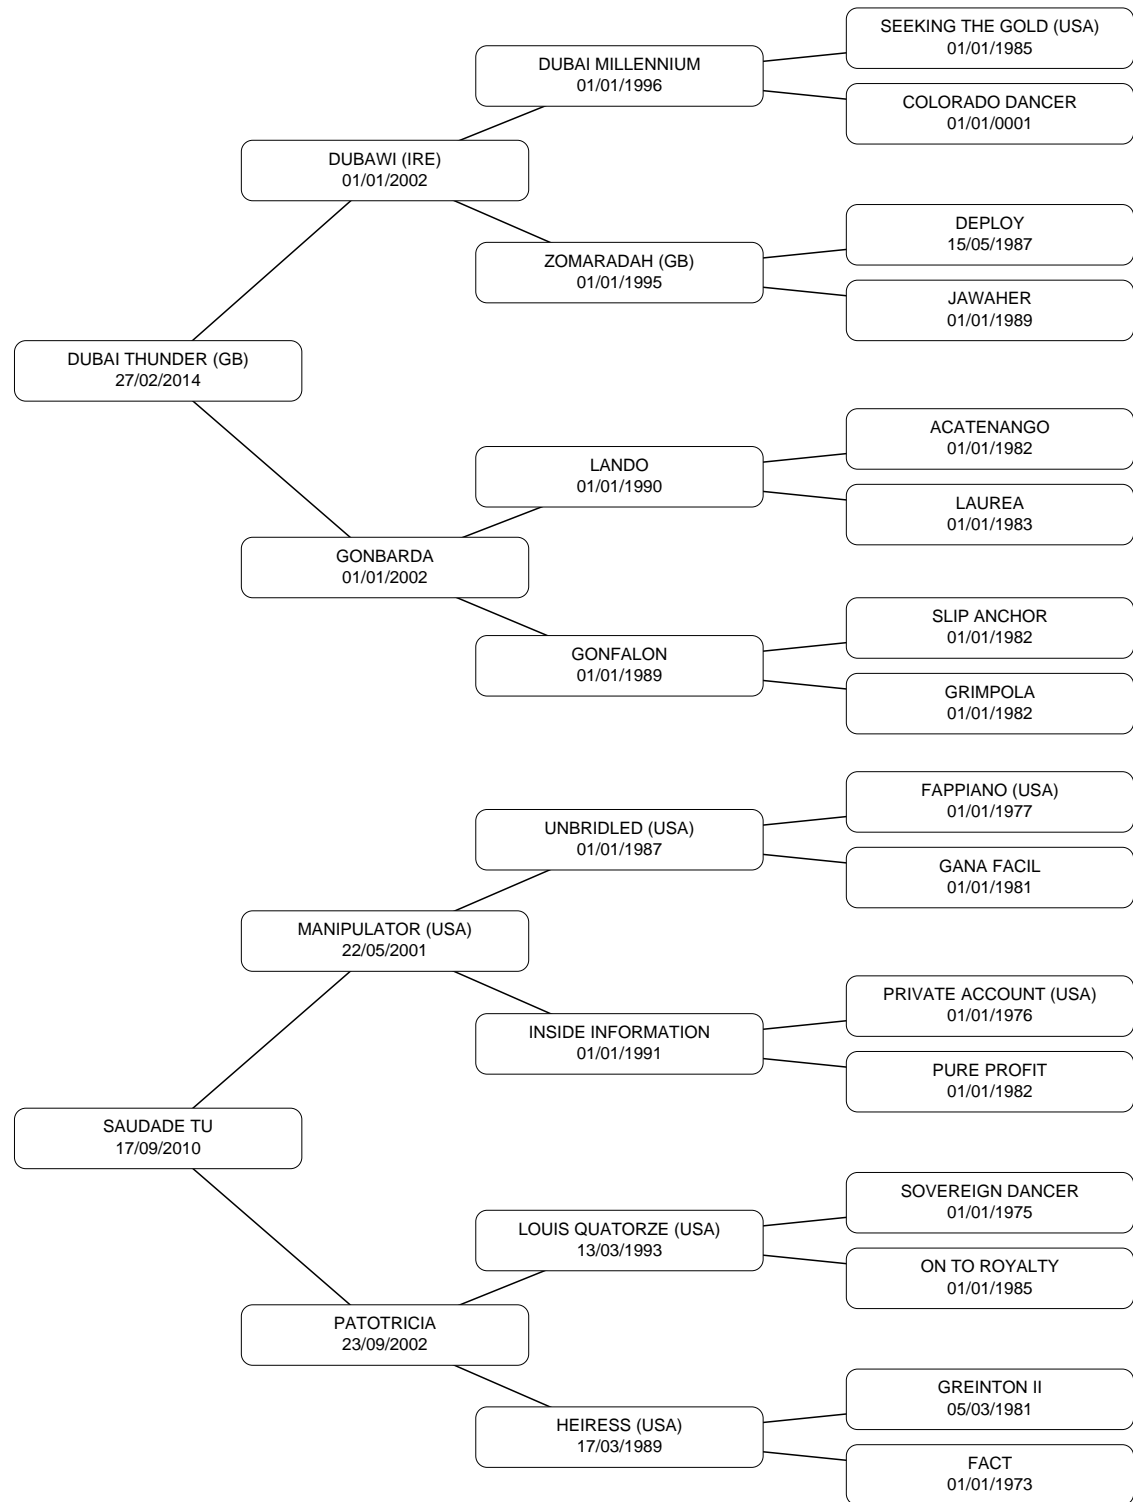 SEEKING THE GOLD (USA)
01/01/1985
DUBAI MILLENNIUM
01/01/1996
COLORADO DANCER
01/01/0001
DUBAWI (IRE)
01/01/2002
DEPLOY
15/05/1987
ZOMARADAH (GB)
01/01/1995
JAWAHER
01/01/1989
DUBAI THUNDER (GB)
27/02/2014
ACATENANGO
01/01/1982
LANDO
01/01/1990
LAUREA
01/01/1983
GONBARDA
01/01/2002
SLIP ANCHOR
01/01/1982
GONFALON
01/01/1989
GRIMPOLA
01/01/1982
FAPPIANO (USA)
01/01/1977
UNBRIDLED (USA)
01/01/1987
GANA FACIL
01/01/1981
MANIPULATOR (USA)
22/05/2001
PRIVATE ACCOUNT (USA)
01/01/1976
INSIDE INFORMATION
01/01/1991
PURE PROFIT
01/01/1982
SAUDADE TU
17/09/2010
SOVEREIGN DANCER
01/01/1975
LOUIS QUATORZE (USA)
13/03/1993
ON TO ROYALTY
01/01/1985
PATOTRICIA
23/09/2002
GREINTON II
05/03/1981
HEIRESS (USA)
17/03/1989
FACT
01/01/1973